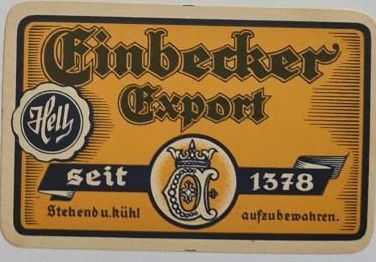 Einbecker
Export
Hell
seit 1378
Stehend u. kühl aufzubewahren.